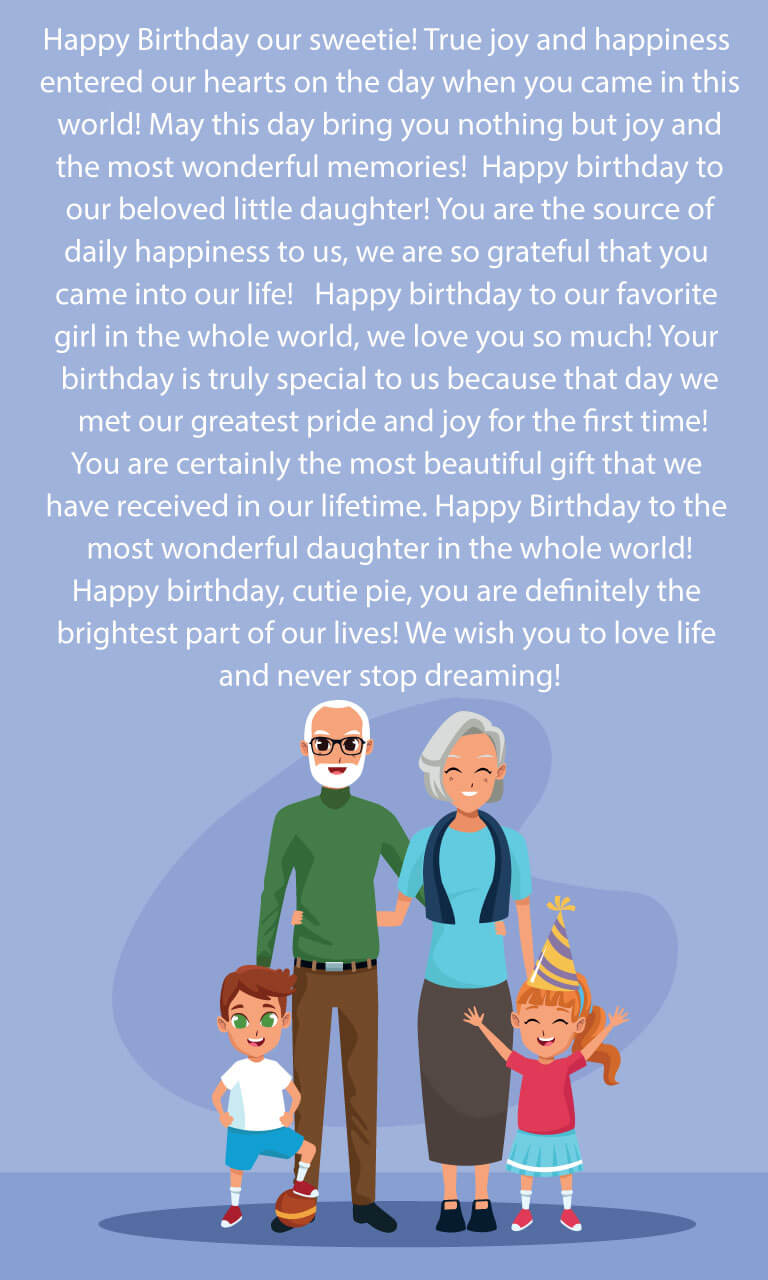 Happy Birthday our sweetie! True joy and happiness
entered our hearts on the day when you came in this
world! May this day bring you nothing but joy and
the most wonderful memories!  Happy birthday to
our beloved little daughter! You are the source of
daily happiness to us, we are so grateful that you
came into our life!   Happy birthday to our favorite
girl in the whole world, we love you so much! Your
birthday is truly special to us because that day we
met our greatest pride and joy for the first time!
You are certainly the most beautiful gift that we
have received in our lifetime. Happy Birthday to the
most wonderful daughter in the whole world!
Happy birthday, cutie pie, you are definitely the
brightest part of our lives! We wish you to love life
and never stop dreaming!